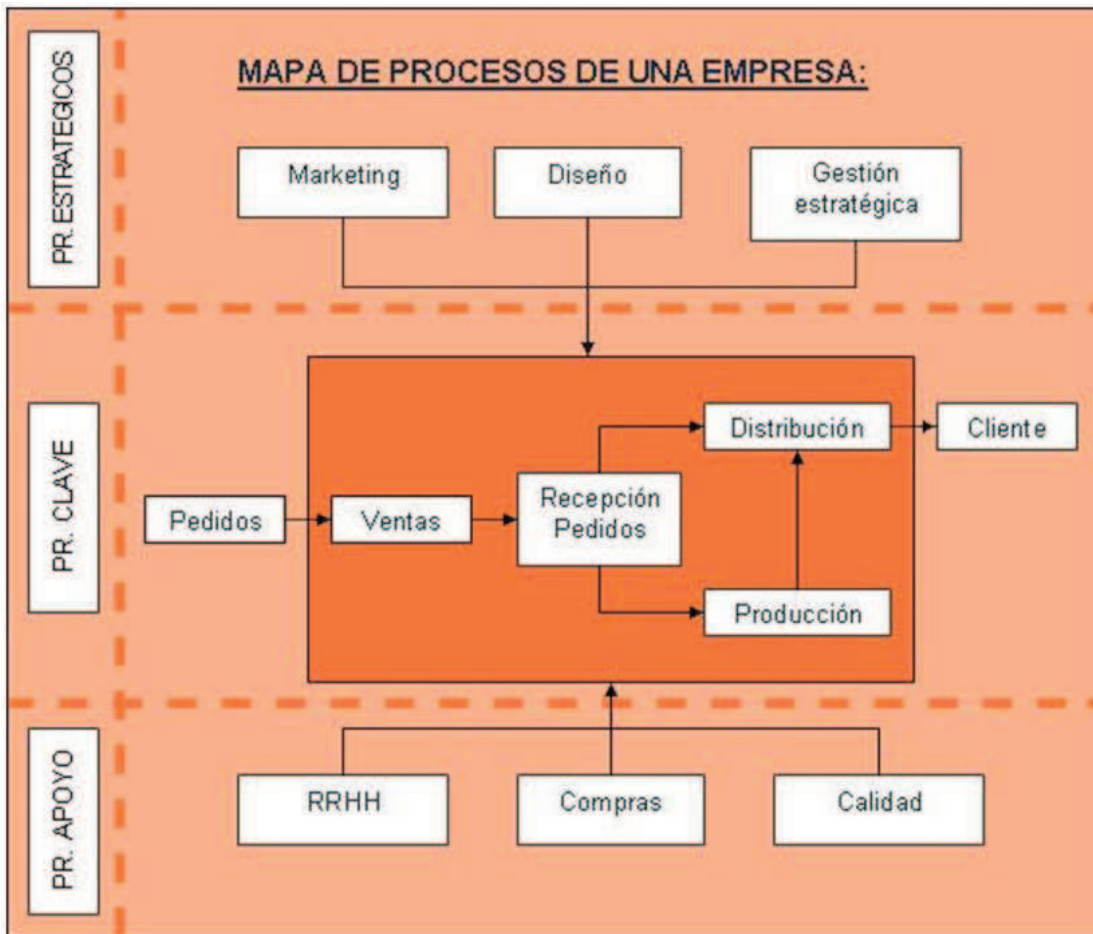 MAPA DE PROCESOS DE UNA EMPRESA:
PR. ESTRATEGICOS
Marketing
Diseño
Gestión
estratégica
PR. CLAVE
Pedidos
Ventas
Recepción
Pedidos
Distribución
Producción
Cliente
PR. APOYO
RRHH
Compras
Calidad